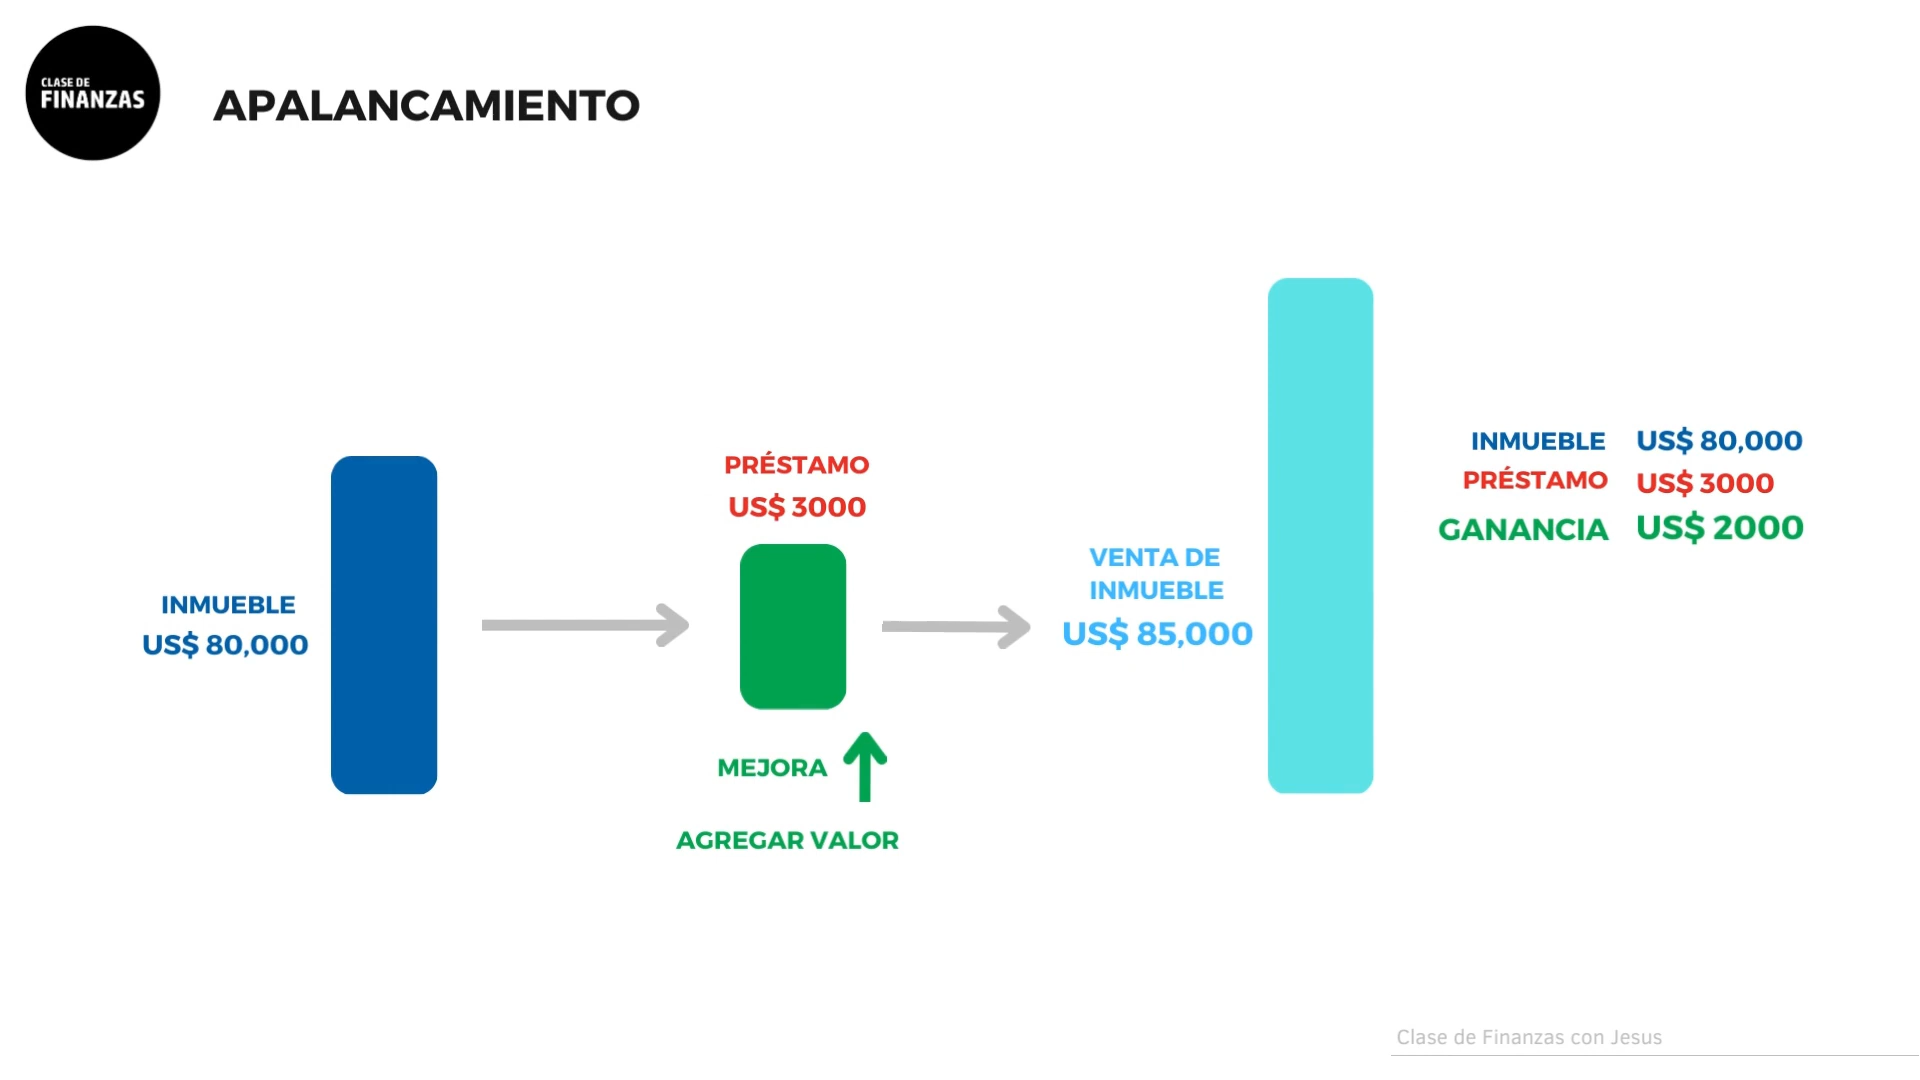 CLASE DE
FINANZAS
APALANCAMIENTO
INMUEBLE
US$ 80,000
PRÉSTAMO
US$ 3000
MEJORA
AGREGAR VALOR
VENTA DE
INMUEBLE
US$ 85,000
INMUEBLE US$ 80,000
PRÉSTAMO US$ 3000
GANANCIA US$ 2000
Clase de Finanzas con Jesus